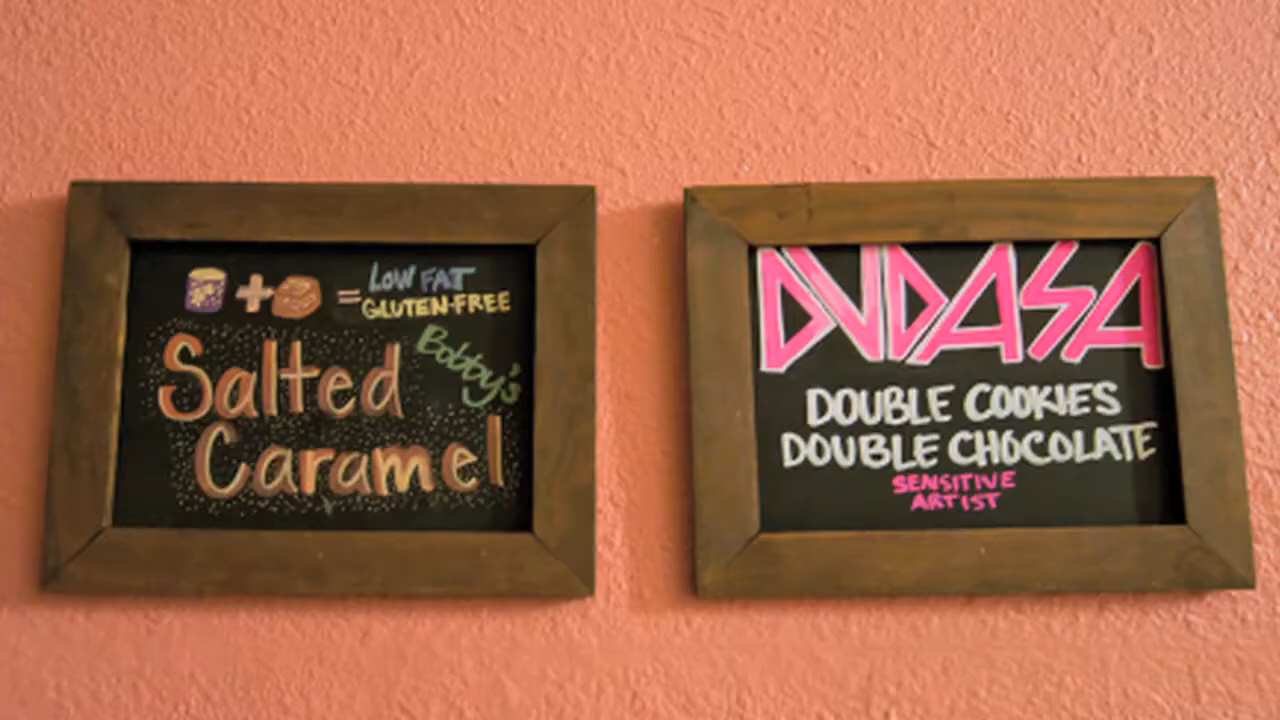 LOW FAT
+ = GLUTEN-FREE
Bobby's
Salted
Caramel
DVDASA
DOUBLE COOKIES
DOUBLE CHOCOLATE
SENSITIVE
ARTIST